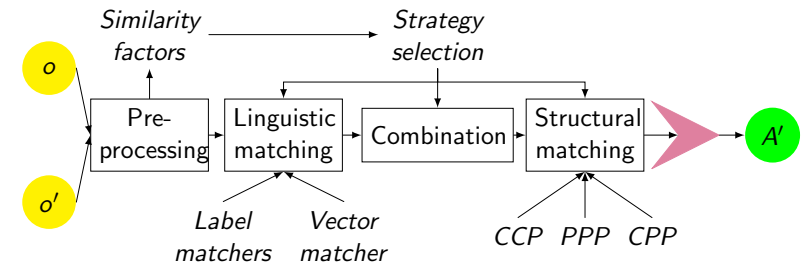 Similarity
factors
Strategy
selection
o
Pre-
processing
Linguistic
matching
Combination
Structural
matching
A′
o′
Label
matchers
Vector
matcher
CCP PPP CPP